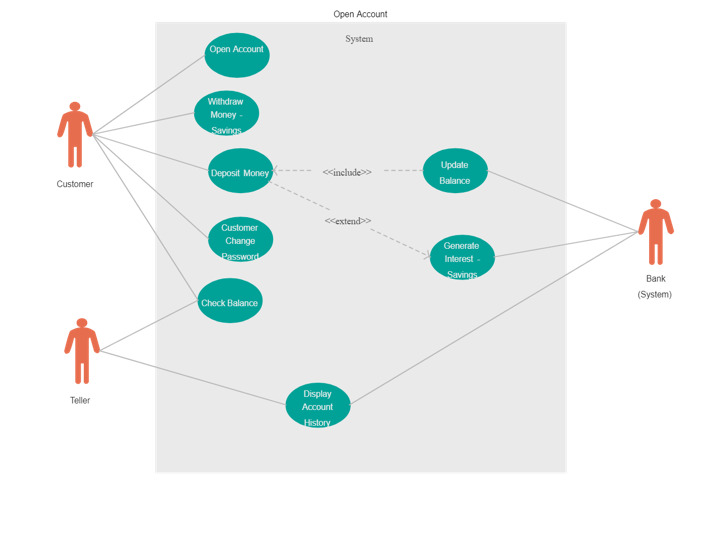 Open Account
System
Open Account
Withdraw
Money -
Savings
Customer
Deposit Money
<<include>>
Update
Balance
<<extend>>
Customer
Change
Password
Generate
Interest -
Savings
Bank
(System)
Check Balance
Teller
Display
Account
History